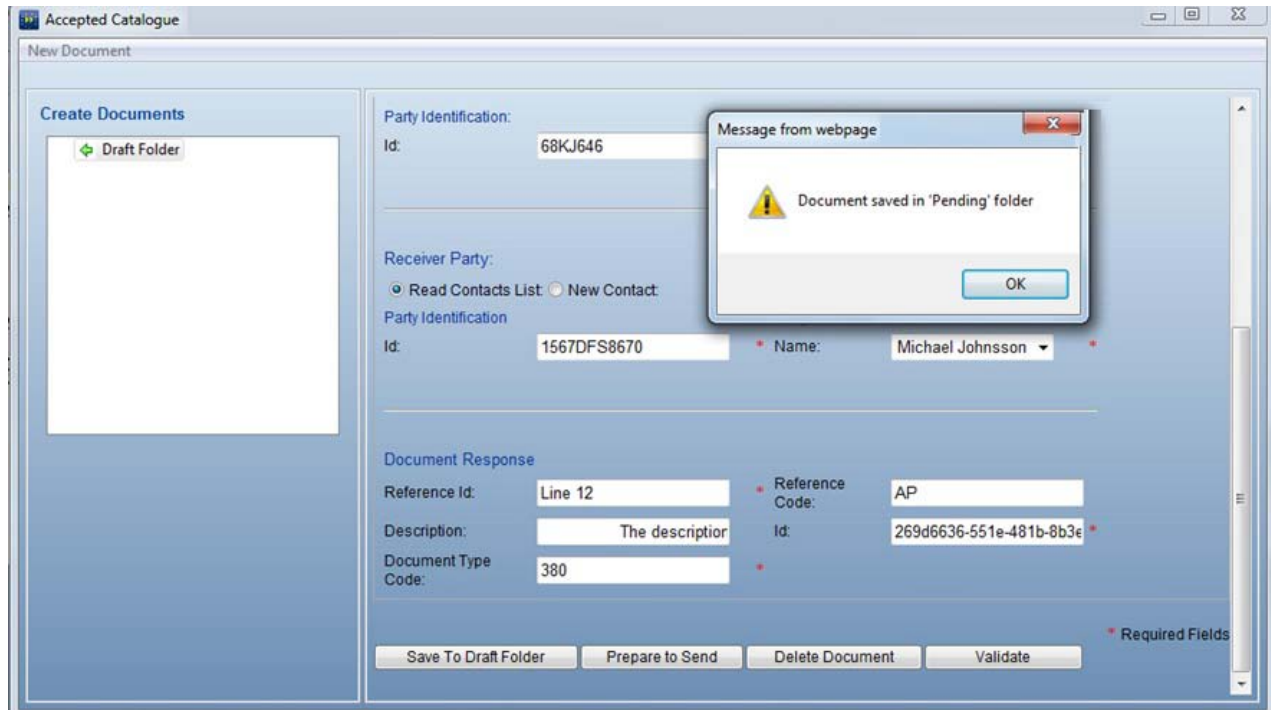 Accepted Catalogue
New Document
Create Documents
Draft Folder
Party Identification:
Id: 68KJ646
Message from webpage
Document saved in 'Pending' folder
OK
Receiver Party:
Read Contacts List: New Contact:
Party Identification
Id: 1567DFS8670 * Name: Michael Johnsson *
Document Response
Reference Id: Line 12 * Reference Code: AP
Description: The description Id: 269d6636-551e-481b-8b3e *
Document Type Code: 380 *
* Required Fields
Save To Draft Folder Prepare to Send Delete Document Validate